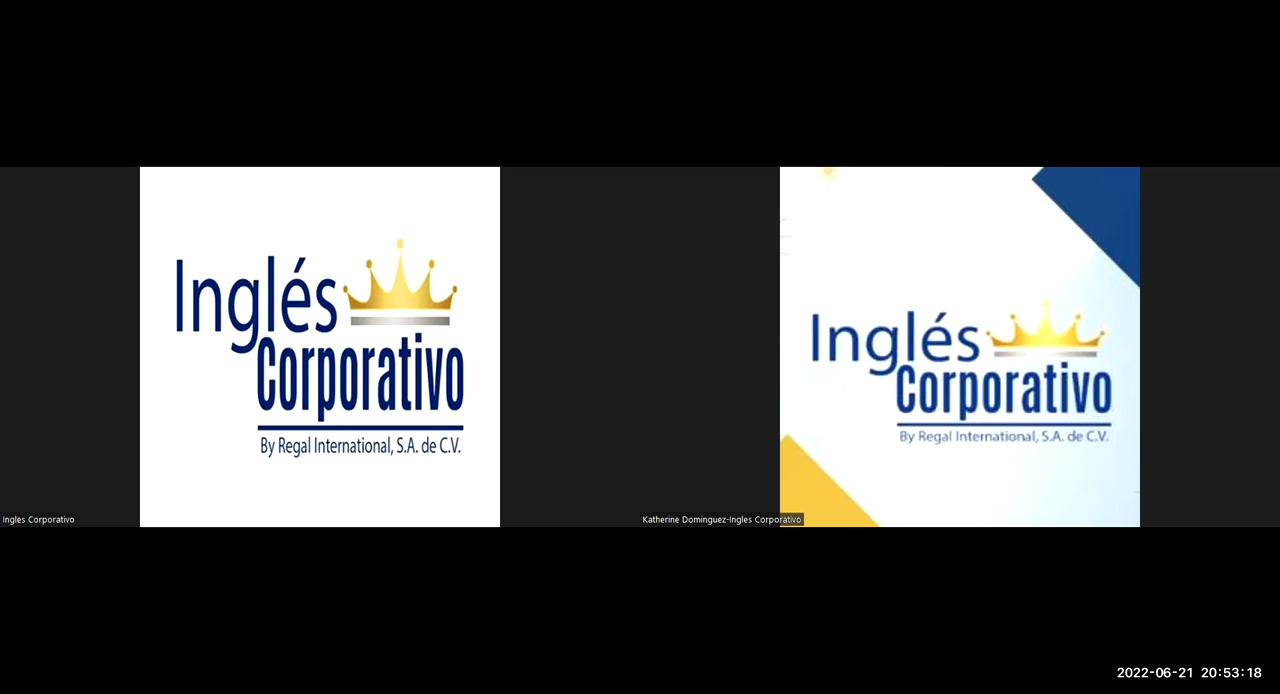 Inglés
Corporativo
By Regal International, S.A. de C.V.
Ingles Corporativo
Inglés
Corporativo
By Regal International, S.A. de C.V.
Katherine Dominguez-Ingles Corporativo
2022-06-21 20:53:18